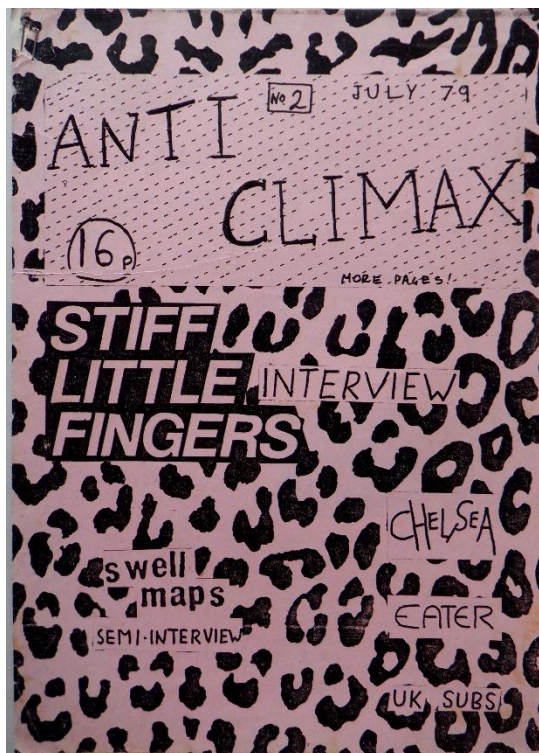 No 2 JULY 79
ANTI
CLIMAX
16p
MORE PAGES!
STIFF
LITTLE INTERVIEW
FINGERS
CHELSEA
swell
maps
EATER
SEMI-INTERVIEW
UK SUBS